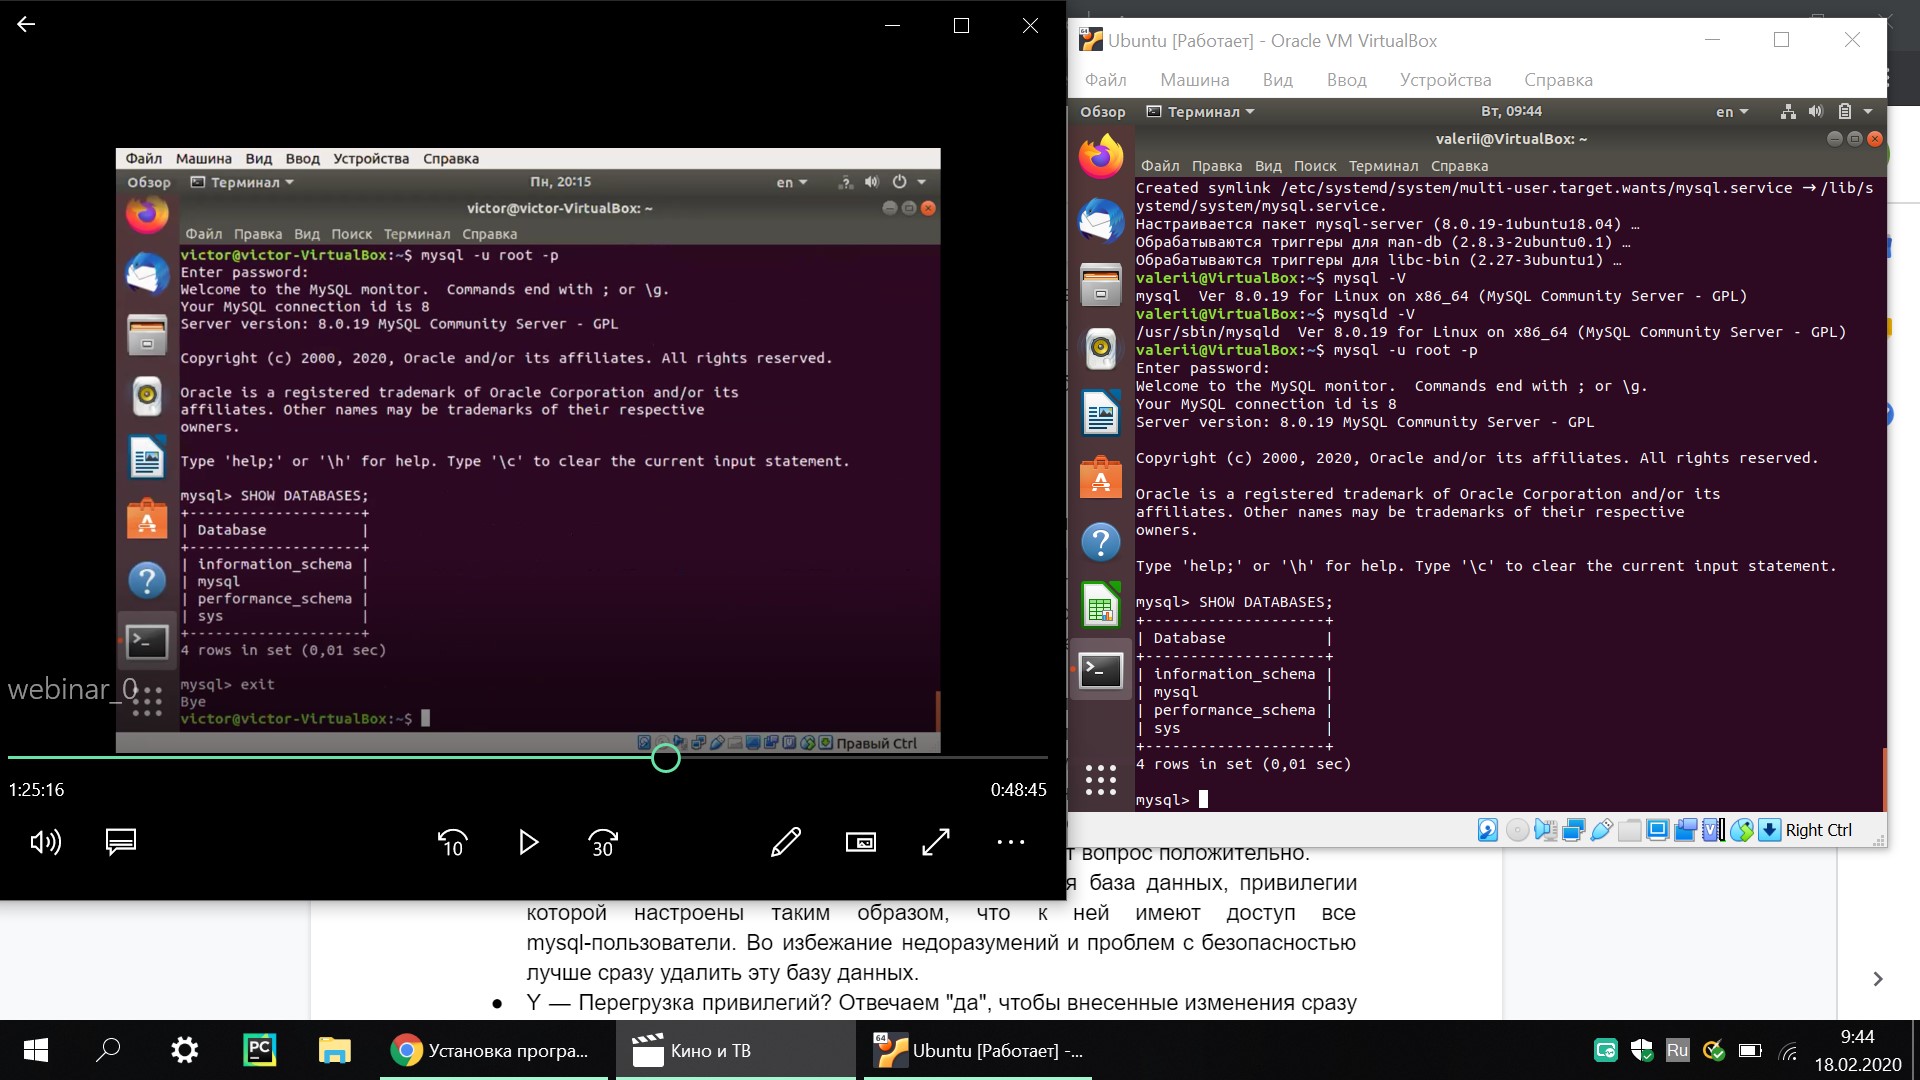 Файл Машина Вид Ввод Устройства Справка
Обзор Терминал Пн, 20:15 en
victor@victor-VirtualBox: ~
Файл Правка Вид Поиск Терминал Справка
victor@victor-VirtualBox:~$ mysql -u root -p
Enter password:
Welcome to the MySQL monitor.  Commands end with ; or \g.
Your MySQL connection id is 8
Server version: 8.0.19 MySQL Community Server - GPL
Copyright (c) 2000, 2020, Oracle and/or its affiliates. All rights reserved.
Oracle is a registered trademark of Oracle Corporation and/or its
affiliates. Other names may be trademarks of their respective
owners.
Type 'help;' or '\h' for help. Type '\c' to clear the current input statement.
mysql> SHOW DATABASES;
+--------------------+
| Database           |
+--------------------+
| information_schema |
| mysql              |
| performance_schema |
| sys                |
+--------------------+
4 rows in set (0,01 sec)
mysql> exit
Bye
victor@victor-VirtualBox:~$
Правый Ctrl
webinar_0
1:25:16 0:48:45
10 30
Ubuntu [Работает] - Oracle VM VirtualBox
Файл Машина Вид Ввод Устройства Справка
Обзор Терминал Вт, 09:44 en
valerii@VirtualBox: ~
Файл Правка Вид Поиск Терминал Справка
Created symlink /etc/systemd/system/multi-user.target.wants/mysql.service → /lib/s
ystemd/system/mysql.service.
Настраивается пакет mysql-server (8.0.19-1ubuntu18.04) …
Обрабатываются триггеры для man-db (2.8.3-2ubuntu0.1) …
Обрабатываются триггеры для libc-bin (2.27-3ubuntu1) …
valerii@VirtualBox:~$ mysql -V
mysql  Ver 8.0.19 for Linux on x86_64 (MySQL Community Server - GPL)
valerii@VirtualBox:~$ mysqld -V
/usr/sbin/mysqld  Ver 8.0.19 for Linux on x86_64 (MySQL Community Server - GPL)
valerii@VirtualBox:~$ mysql -u root -p
Enter password:
Welcome to the MySQL monitor.  Commands end with ; or \g.
Your MySQL connection id is 8
Server version: 8.0.19 MySQL Community Server - GPL
Copyright (c) 2000, 2020, Oracle and/or its affiliates. All rights reserved.
Oracle is a registered trademark of Oracle Corporation and/or its
affiliates. Other names may be trademarks of their respective
owners.
Type 'help;' or '\h' for help. Type '\c' to clear the current input statement.
mysql> SHOW DATABASES;
+--------------------+
| Database           |
+--------------------+
| information_schema |
| mysql              |
| performance_schema |
| sys                |
+--------------------+
4 rows in set (0,01 sec)
mysql>
Right Ctrl
т вопрос положительно.
я база данных, привилегии
которой настроены таким образом, что к ней имеют доступ все
mysql-пользователи. Во избежание недоразумений и проблем с безопасностью
лучше сразу удалить эту базу данных.
● Y — Перегрузка привилегий? Отвечаем "да", чтобы внесенные изменения сразу
PC Установка програ... Кино и ТВ 64 Ubuntu [Работает] -... Ru 9:44
18.02.2020